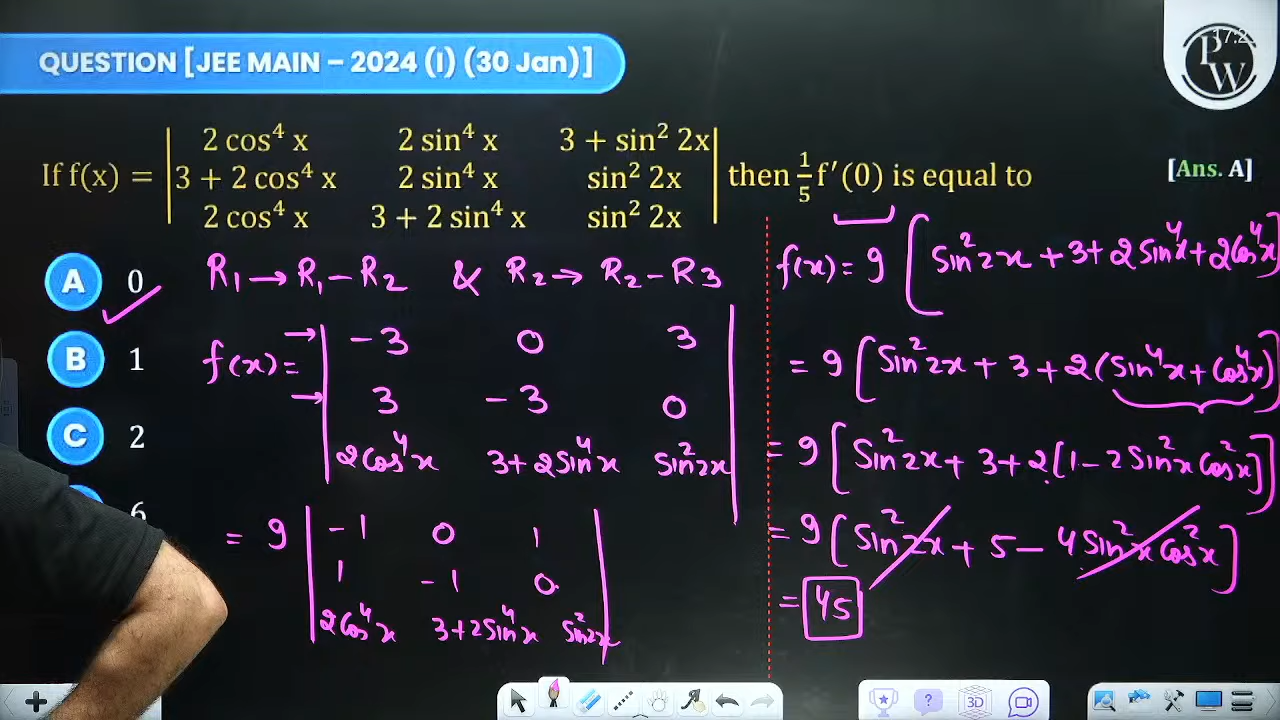 QUESTION [JEE MAIN – 2024 (I) (30 Jan)]
17:2
PW
If f(x) = | 2 cos⁴ x 2 sin⁴ x 3 + sin² 2x |
| 3 + 2 cos⁴ x 2 sin⁴ x sin² 2x | then 1/5 f′(0) is equal to
| 2 cos⁴ x 3 + 2 sin⁴ x sin² 2x |
[Ans. A]
A 0
B 1
C 2
6
R₁ → R₁ – R₂ & R₂ → R₂ – R₃
f(x) = | –3 0 3 |
| 3 –3 0 |
| 2cos⁴x 3+2sin⁴x sin²2x |
= 9 | –1 0 1 |
| 1 –1 0 |
| 2cos⁴x 3+2sin⁴x sin²2x |
f(x) = 9 [ sin²2x + 3 + 2sin⁴x + 2cos⁴x ]
= 9 [ sin²2x + 3 + 2 (sin⁴x + cos⁴x) ]
= 9 [ sin²2x + 3 + 2 [1 – 2 sin²x cos²x] ]
= 9 [ sin²2x + 5 – 4 sin²x cos²x ]
= 45
3D